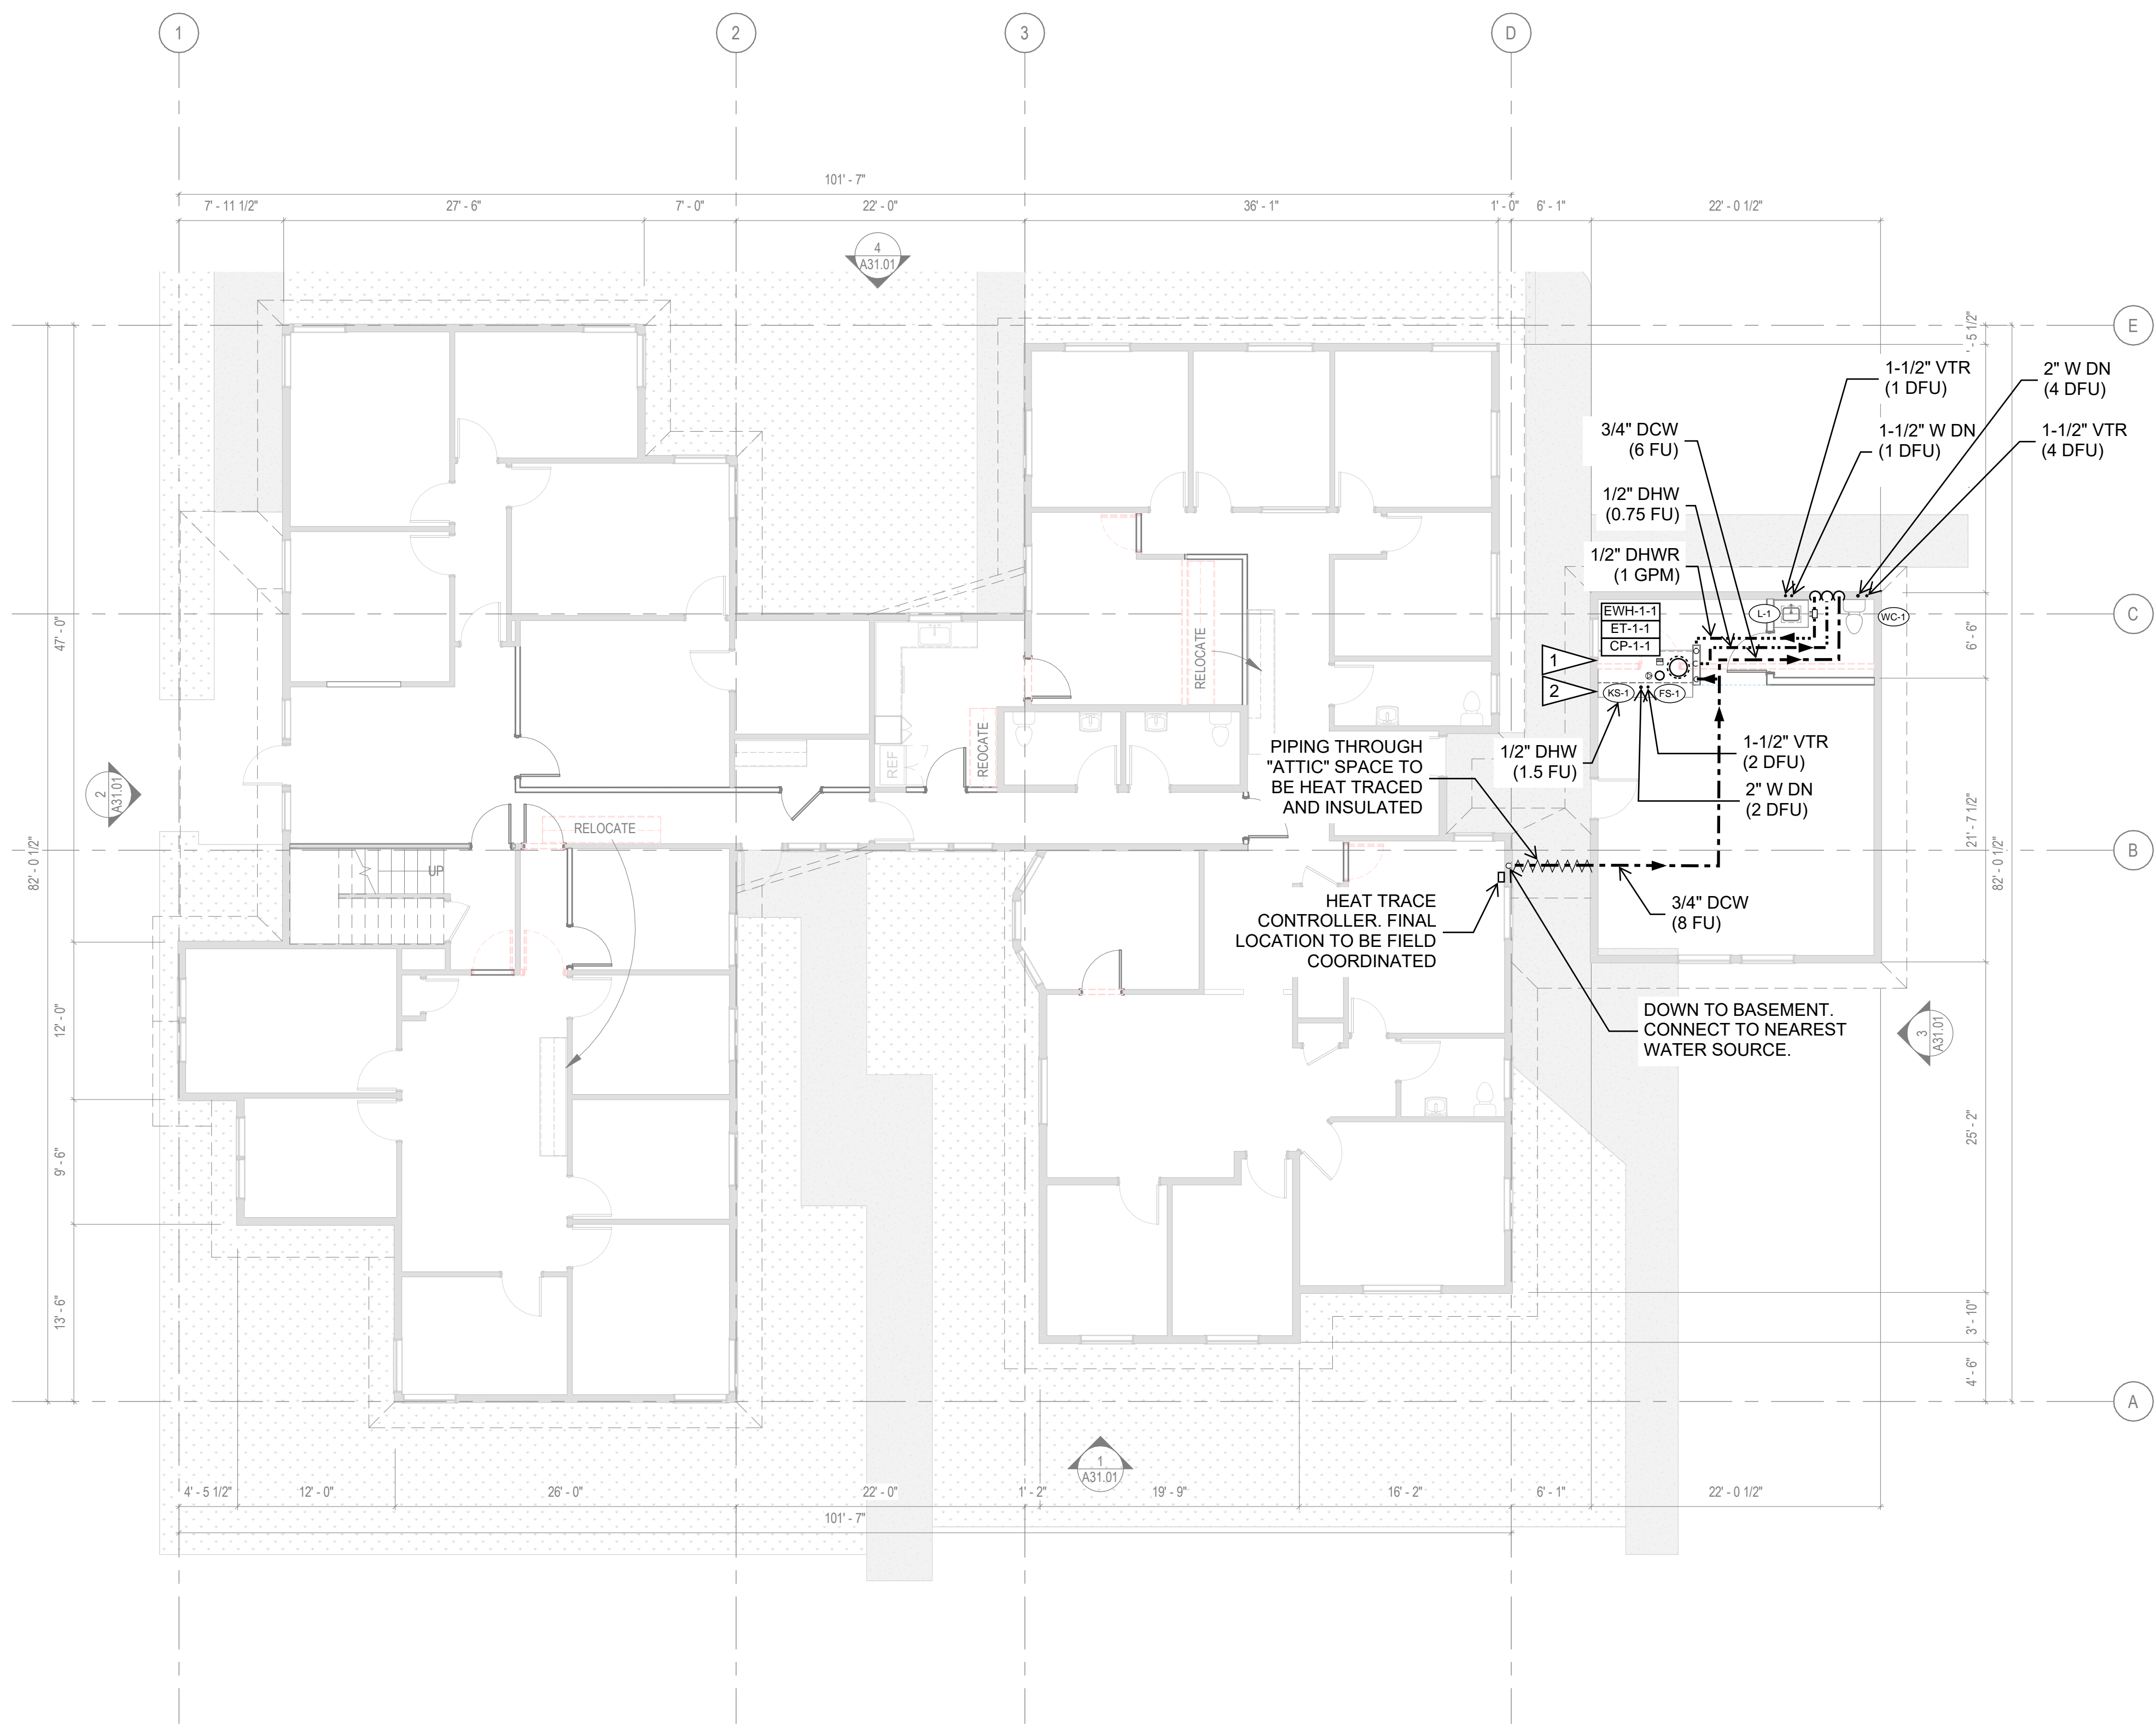 1
2
3
D
101' - 7"
7' - 11 1/2"
27' - 6"
7' - 0"
22' - 0"
36' - 1"
1' - 0"
6' - 1"
22' - 0 1/2"
4
A31.01
E
' - 5 1/2"
1-1/2" VTR
(1 DFU)
2" W DN
(4 DFU)
3/4" DCW
(6 FU)
1-1/2" W DN
(1 DFU)
1-1/2" VTR
(4 DFU)
1/2" DHW
(0.75 FU)
1/2" DHWR
(1 GPM)
EWH-1-1
ET-1-1
CP-1-1
L-1
WC-1
C
47' - 0"
6' - 6"
RELOCATE
1
2
KS-1
FS-1
REF
REOCATE
PIPING THROUGH
"ATTIC" SPACE TO
BE HEAT TRACED
AND INSULATED
1/2" DHW
(1.5 FU)
1-1/2" VTR
(2 DFU)
2" W DN
(2 DFU)
2
A31.01
RELOCATE
21' - 7 1/2"
82' - 0 1/2"
82' - 0 1/2"
B
UP
C
HEAT TRACE
CONTROLLER. FINAL
LOCATION TO BE FIELD
COORDINATED
3/4" DCW
(8 FU)
DOWN TO BASEMENT.
CONNECT TO NEAREST
WATER SOURCE.
3
A31.01
12' - 0"
9' - 6"
25' - 2"
13' - 6"
3' - 10"
4' - 6"
A
1
A31.01
4' - 5 1/2"
12' - 0"
26' - 0"
22' - 0"
1' - 2"
19' - 9"
16' - 2"
6' - 1"
22' - 0 1/2"
101' - 7"